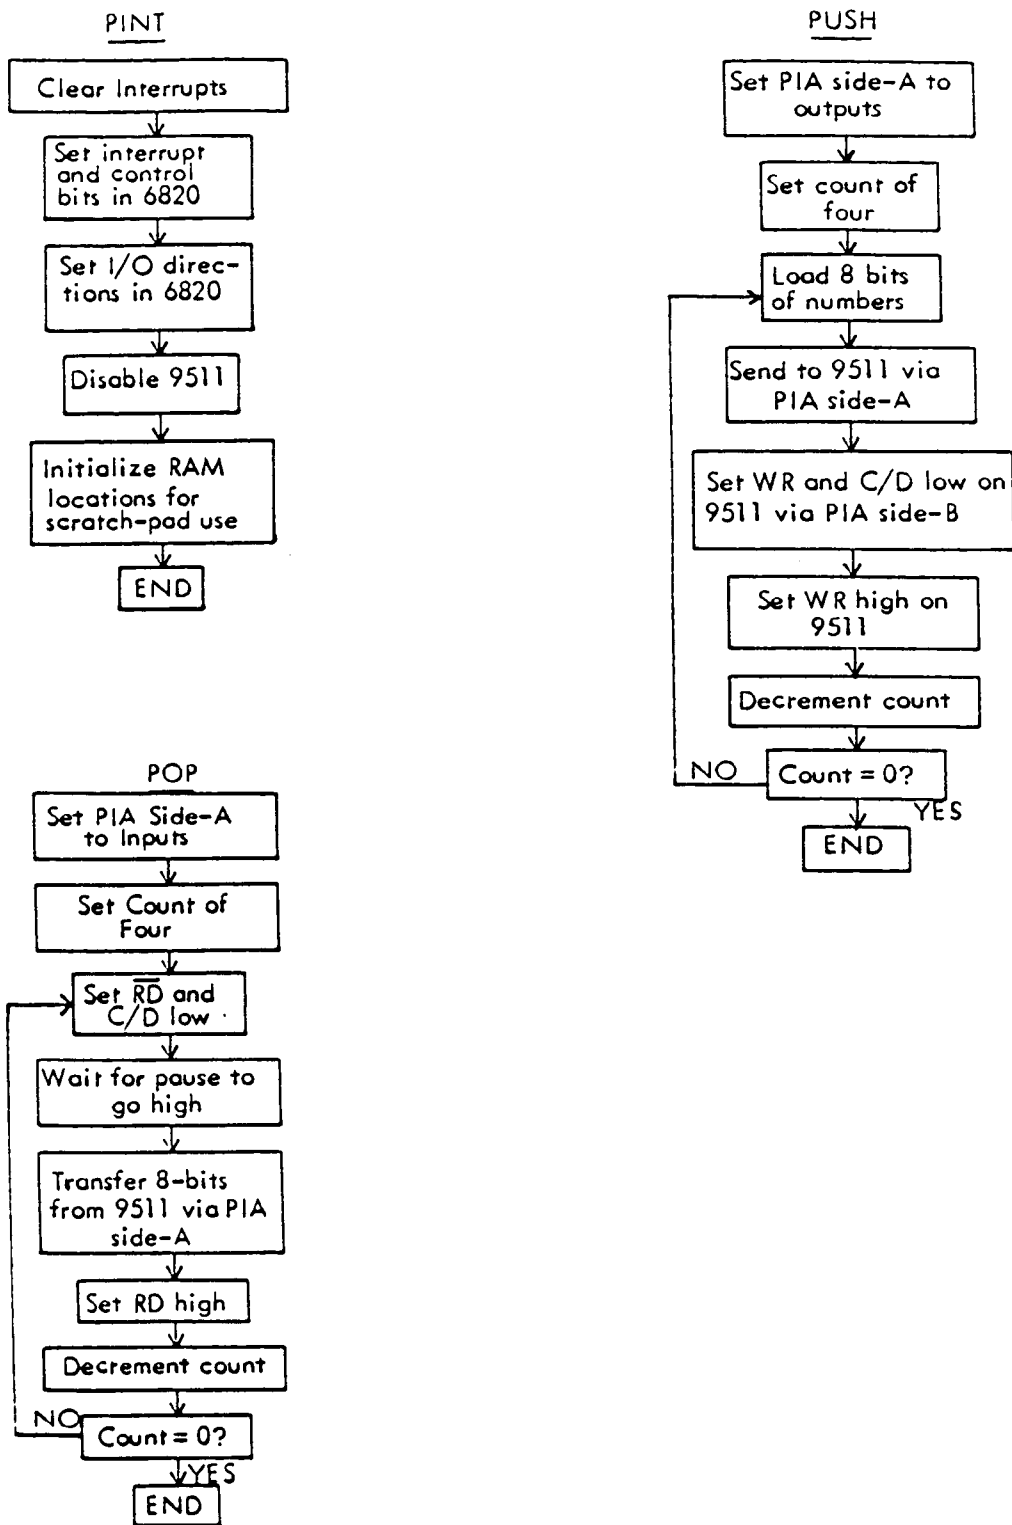 PINT
Clear Interrupts
Set interrupt
and control
bits in 6820
Set I/O direc-
tions in 6820
Disable 9511
Initialize RAM
locations for
scratch-pad use
END
PUSH
Set PIA side-A to
outputs
Set count of
four
Load 8 bits
of numbers
Send to 9511 via
PIA side-A
Set WR and C/D low on
9511 via PIA side-B
Set WR high on
9511
Decrement count
Count = 0?
NO
YES
END
POP
Set PIA Side-A
to Inputs
Set Count of
Four
Set R̅D̅ and
C/D low
Wait for pause to
go high
Transfer 8-bits
from 9511 via PIA
side-A
Set RD high
Decrement count
NO
Count = 0?
YES
END